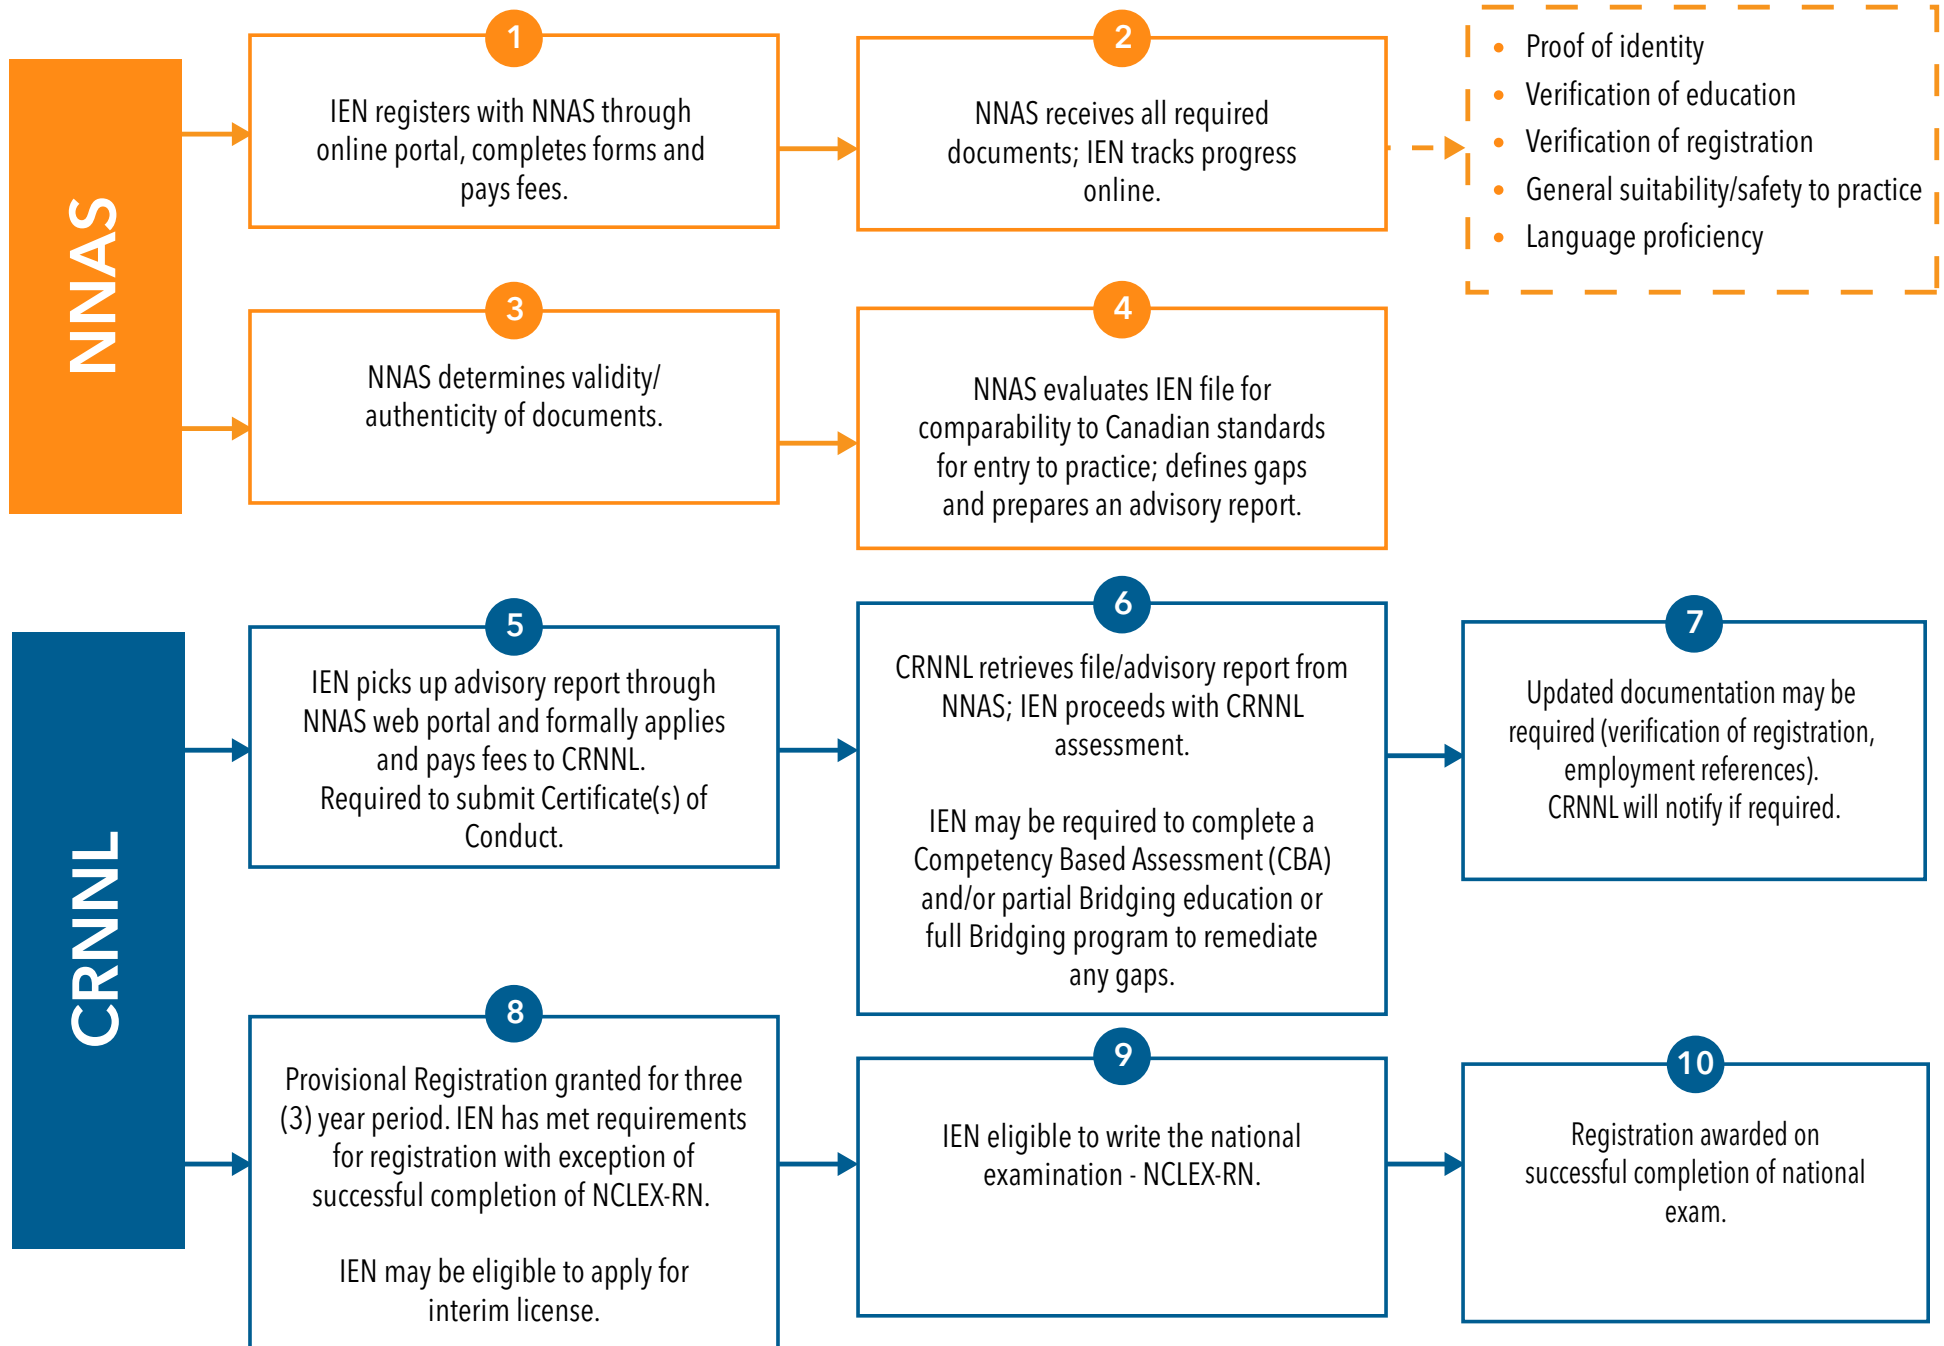 NNAS
1
IEN registers with NNAS through
online portal, completes forms and
pays fees.
2
NNAS receives all required
documents; IEN tracks progress
online.
• Proof of identity
• Verification of education
• Verification of registration
• General suitability/safety to practice
• Language proficiency
3
NNAS determines validity/
authenticity of documents.
4
NNAS evaluates IEN file for
comparability to Canadian standards
for entry to practice; defines gaps
and prepares an advisory report.
CRNNL
5
IEN picks up advisory report through
NNAS web portal and formally applies
and pays fees to CRNNL.
Required to submit Certificate(s) of
Conduct.
6
CRNNL retrieves file/advisory report from
NNAS; IEN proceeds with CRNNL
assessment.
IEN may be required to complete a
Competency Based Assessment (CBA)
and/or partial Bridging education or
full Bridging program to remediate
any gaps.
7
Updated documentation may be
required (verification of registration,
employment references).
CRNNL will notify if required.
8
Provisional Registration granted for three
(3) year period. IEN has met requirements
for registration with exception of
successful completion of NCLEX-RN.
IEN may be eligible to apply for
interim license.
9
IEN eligible to write the national
examination - NCLEX-RN.
10
Registration awarded on
successful completion of national
exam.